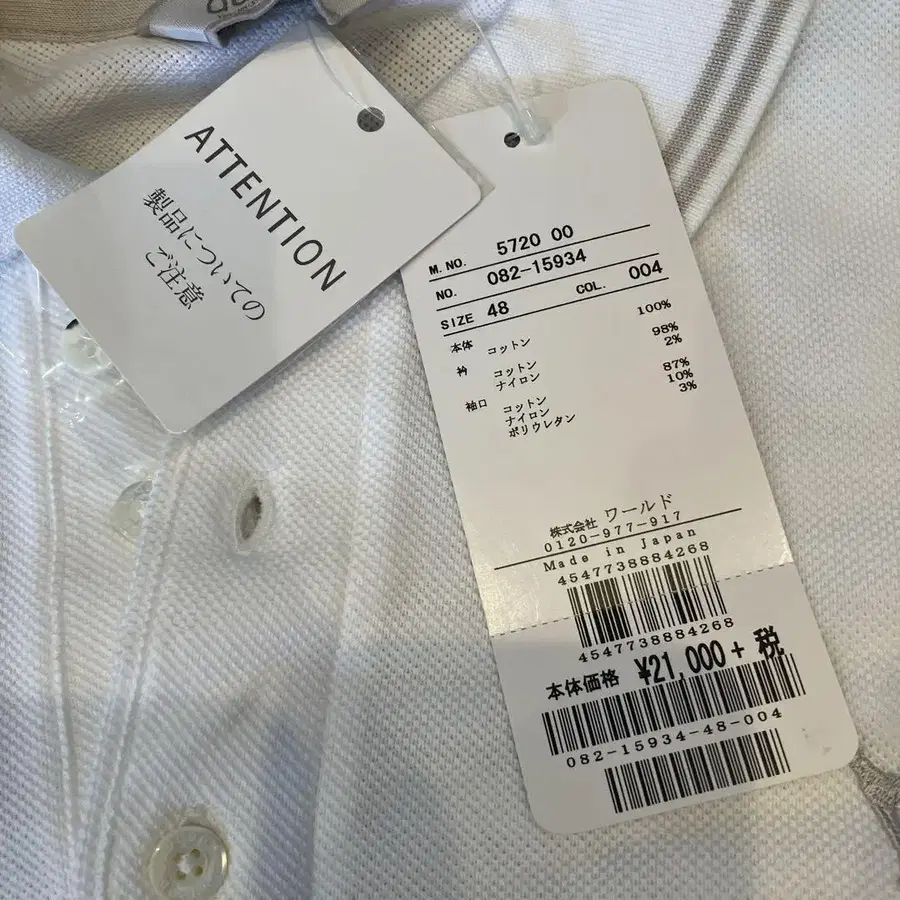 ATTENTION
製品についての
ご注意
M. NO. 5720 00
NO. 082-15934
SIZE 48 COL. 004
本体 コットン 100%
衿 コットン 98%
ナイロン 2%
袖口 コットン 87%
ナイロン 10%
ポリウレタン 3%
株式会社 ワールド
0120-977-917
Made in Japan
4547738884268
4547738884268
本体価格 ¥21,000+ 税
082-15934-48-004